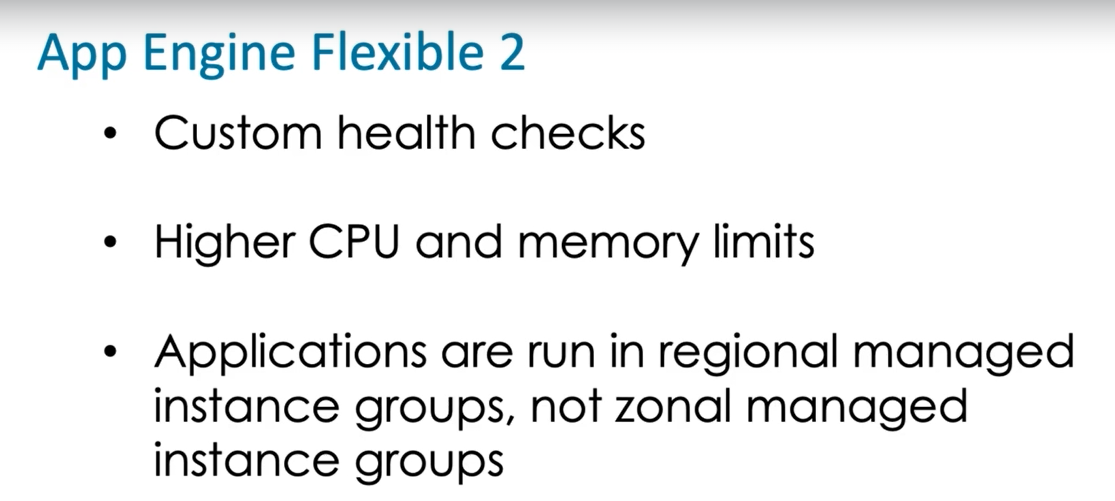 App Engine Flexible 2
• Custom health checks
• Higher CPU and memory limits
• Applications are run in regional managed
instance groups, not zonal managed
instance groups